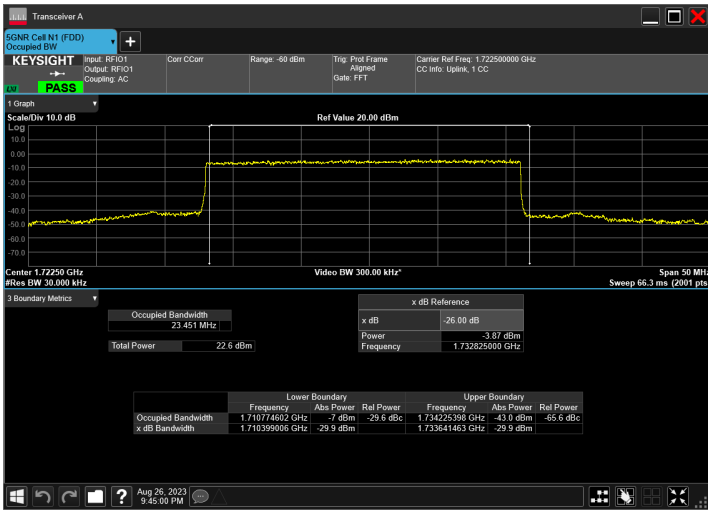 Transceiver A
5GNR Cell N1 (FDD)
Occupied BW
KEYSIGHT
LXI
PASS
Input: RFIO1
Output: RFIO1
Coupling: AC
Corr CCorr
Range: -60 dBm
Trig: Prot Frame
Aligned
Gate: FFT
Carrier Ref Freq: 1.722500000 GHz
CC Info: Uplink, 1 CC
1 Graph
Scale/Div 10.0 dB
Ref Value 20.00 dBm
Log
10.0
0.00
-10.0
-20.0
-30.0
-40.0
-50.0
-60.0
-70.0
Center 1.72250 GHz
Video BW 300.00 kHz*
Span 50 MHz
#Res BW 30.000 kHz
Sweep 66.3 ms (2001 pts
3 Boundary Metrics
Occupied Bandwidth
23.451 MHz
Total Power 22.6 dBm
x dB Reference
x dB -26.00 dB
Power -3.87 dBm
Frequency 1.732825000 GHz
Lower Boundary Upper Boundary
Frequency Abs Power Rel Power Frequency Abs Power Rel Power
Occupied Bandwidth 1.710774602 GHz -7 dBm -29.6 dBc 1.734225398 GHz -43.0 dBm -65.6 dBc
x dB Bandwidth 1.710399006 GHz -29.9 dBm 1.733641463 GHz -29.9 dBm
?
Aug 26, 2023
9:45:00 PM